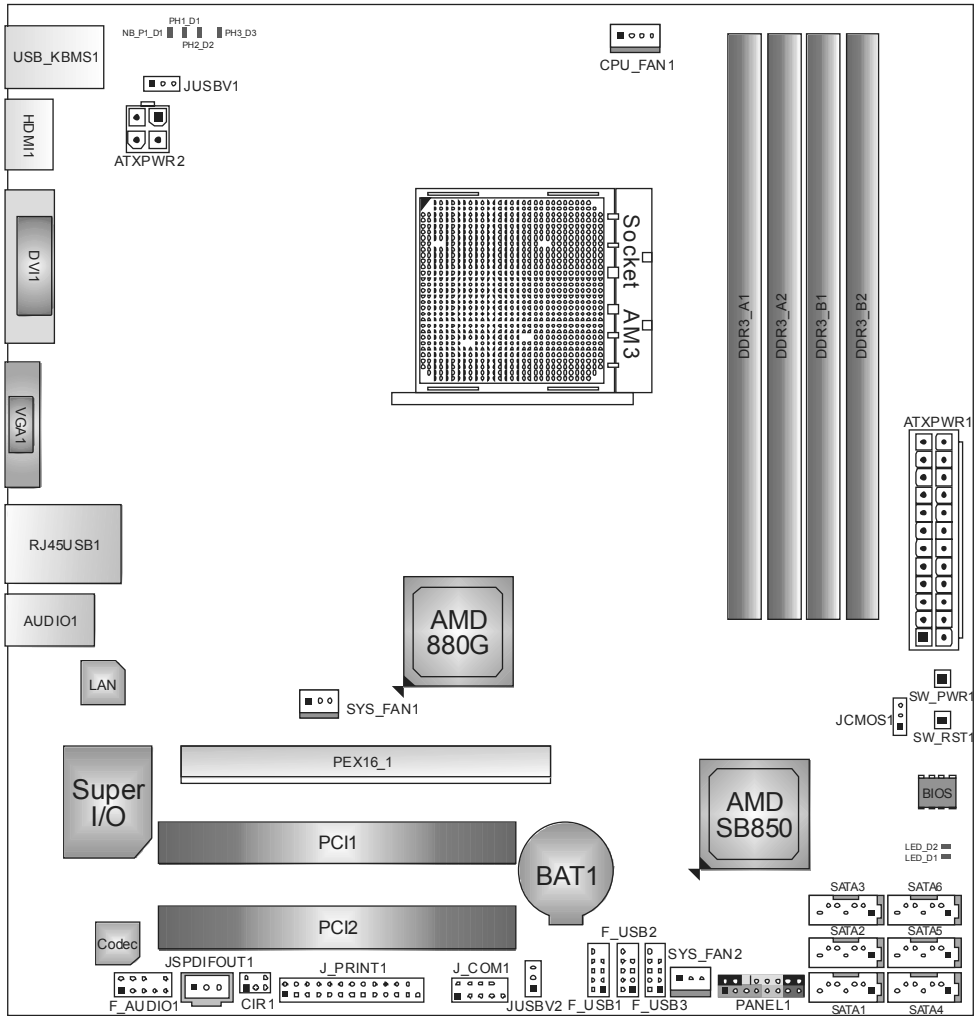 PH1_D1
NB_P1_D1
PH3_D3
PH2_D2
USB_KBMS1
CPU_FAN1
JUSBV1
HDMI1
ATXPWR2
Socket AM3
DVI1
DDR3_A1
DDR3_A2
DDR3_B1
DDR3_B2
VGA1
ATXPWR1
RJ45USB1
AUDIO1
AMD
880G
LAN
SYS_FAN1
SW_PWR1
JCMOS1
SW_RST1
PEX16_1
Super
I/O
AMD
SB850
BIOS
PCI1
LED_D2
LED_D1
BAT1
SATA3
SATA6
PCI2
Codec
F_USB2
SATA2
SATA5
SYS_FAN2
JSPDIFOUT1
J_PRINT1
J_COM1
F_AUDIO1
CIR1
JUSBV2
F_USB1
F_USB3
PANEL1
SATA1
SATA4